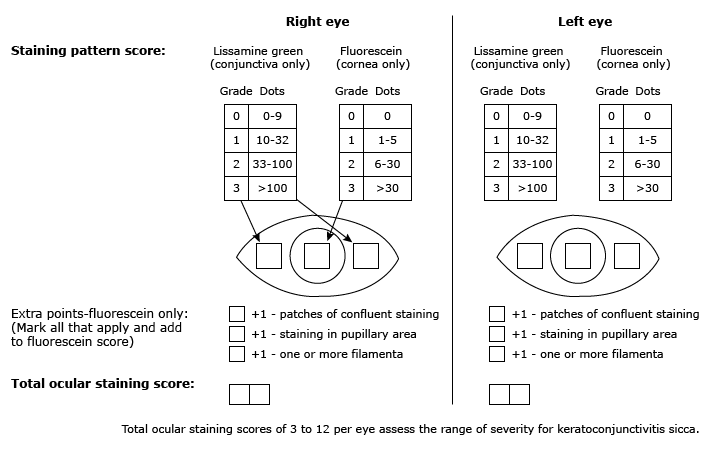 Right eye
Left eye
Staining pattern score:
Lissamine green
(conjunctiva only)
Fluorescein
(cornea only)
Lissamine green
(conjunctiva only)
Fluorescein
(cornea only)
Grade Dots
Grade Dots
Grade Dots
Grade Dots
0 0-9 0 0 0 0-9 0 0
1 10-32 1 1-5 1 10-32 1 1-5
2 33-100 2 6-30 2 33-100 2 6-30
3 >100 3 >30 3 >100 3 >30
Extra points-fluorescein only:
(Mark all that apply and add
to fluorescein score)
+1 - patches of confluent staining
+1 - staining in pupillary area
+1 - one or more filamenta
+1 - patches of confluent staining
+1 - staining in pupillary area
+1 - one or more filamenta
Total ocular staining score:
Total ocular staining scores of 3 to 12 per eye assess the range of severity for keratoconjunctivitis sicca.